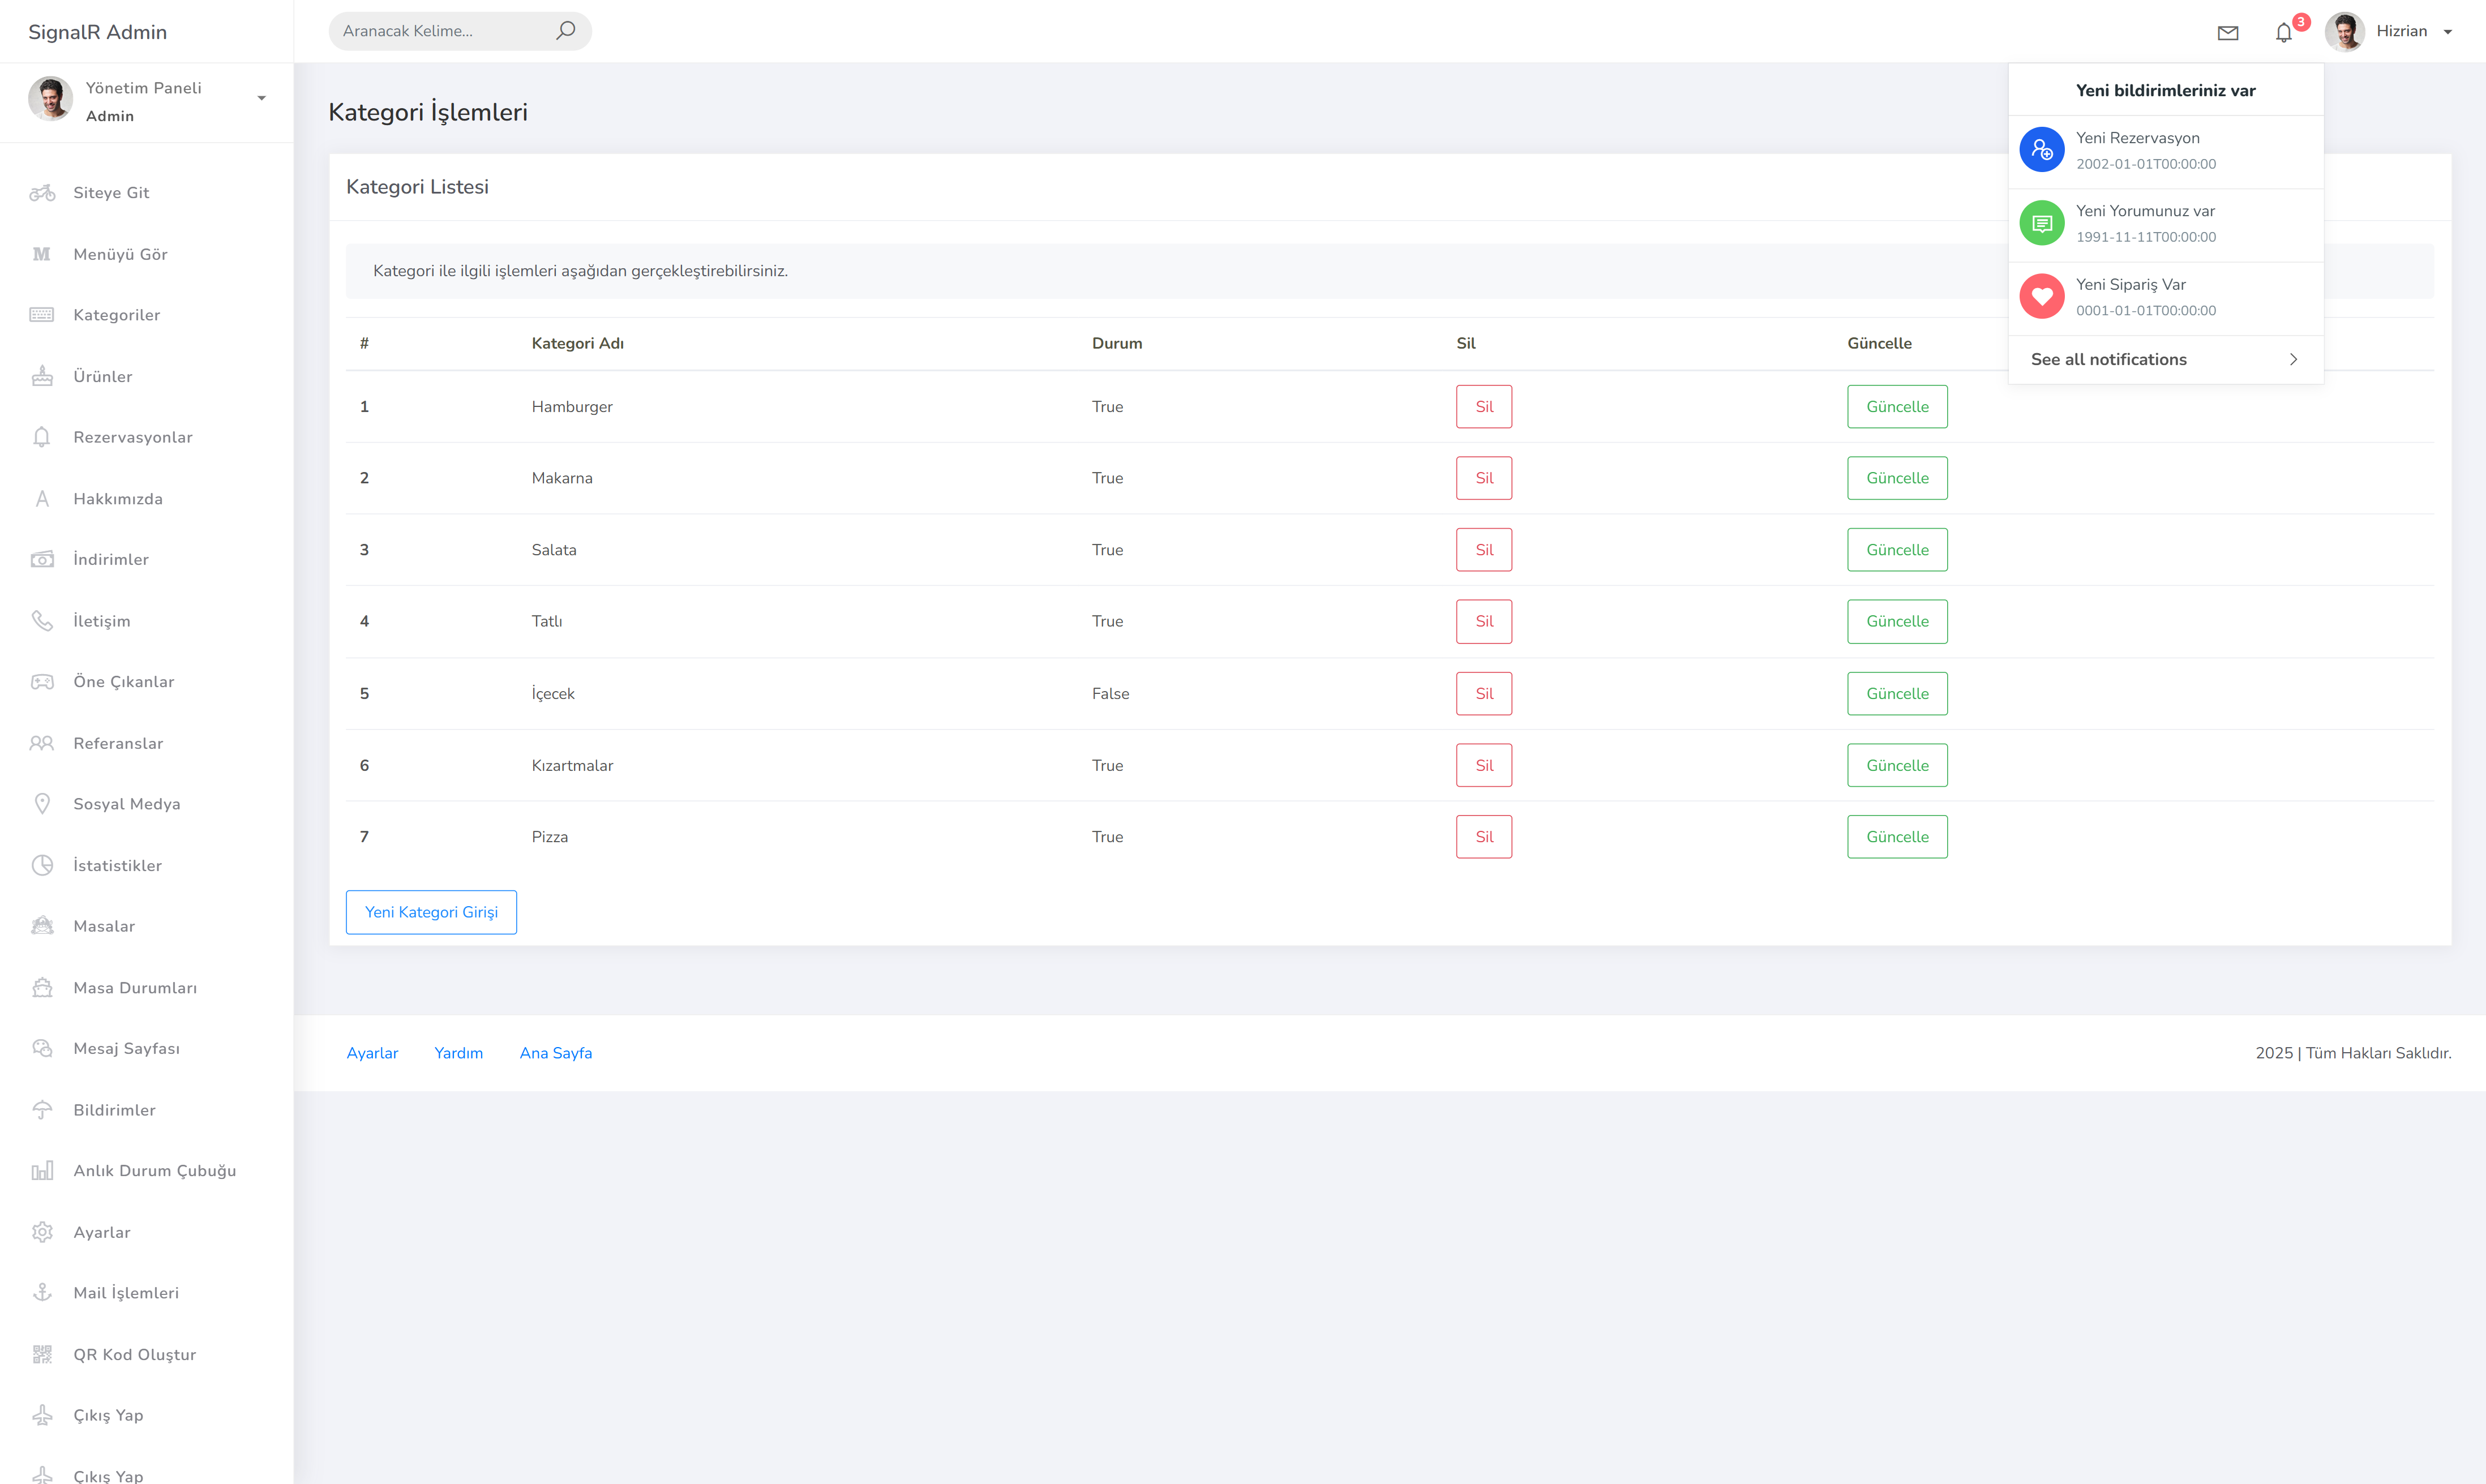 SignalR Admin
Aranacak Kelime...
3
Hizrian
Yönetim Paneli
Admin
Siteye Git
Menüyü Gör
Kategoriler
Ürünler
Rezervasyonlar
Hakkımızda
İndirimler
İletişim
Öne Çıkanlar
Referanslar
Sosyal Medya
İstatistikler
Masalar
Masa Durumları
Mesaj Sayfası
Bildirimler
Anlık Durum Çubuğu
Ayarlar
Mail İşlemleri
QR Kod Oluştur
Çıkış Yap
Çıkış Yap
Kategori İşlemleri
Kategori Listesi
Kategori ile ilgili işlemleri aşağıdan gerçekleştirebilirsiniz.
# Kategori Adı Durum Sil Güncelle
1 Hamburger True Sil Güncelle
2 Makarna True Sil Güncelle
3 Salata True Sil Güncelle
4 Tatlı True Sil Güncelle
5 İçecek False Sil Güncelle
6 Kızartmalar True Sil Güncelle
7 Pizza True Sil Güncelle
Yeni Kategori Girişi
Yeni bildirimleriniz var
Yeni Rezervasyon
2002-01-01T00:00:00
Yeni Yorumunuz var
1991-11-11T00:00:00
Yeni Sipariş Var
0001-01-01T00:00:00
See all notifications
Ayarlar Yardım Ana Sayfa
2025 | Tüm Hakları Saklıdır.